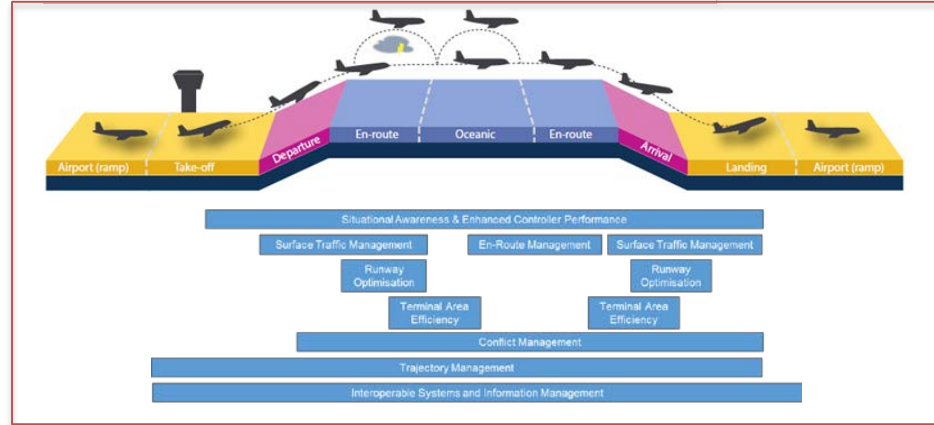 Airport (ramp)
Take-off
Departure
En-route
Oceanic
En-route
Arrival
Landing
Airport (ramp)
Situational Awareness & Enhanced Controller Performance
Surface Traffic Management
En-Route Management
Surface Traffic Management
Runway
Optimisation
Runway
Optimisation
Terminal Area
Efficiency
Terminal Area
Efficiency
Conflict Management
Trajectory Management
Interoperable Systems and Information Management